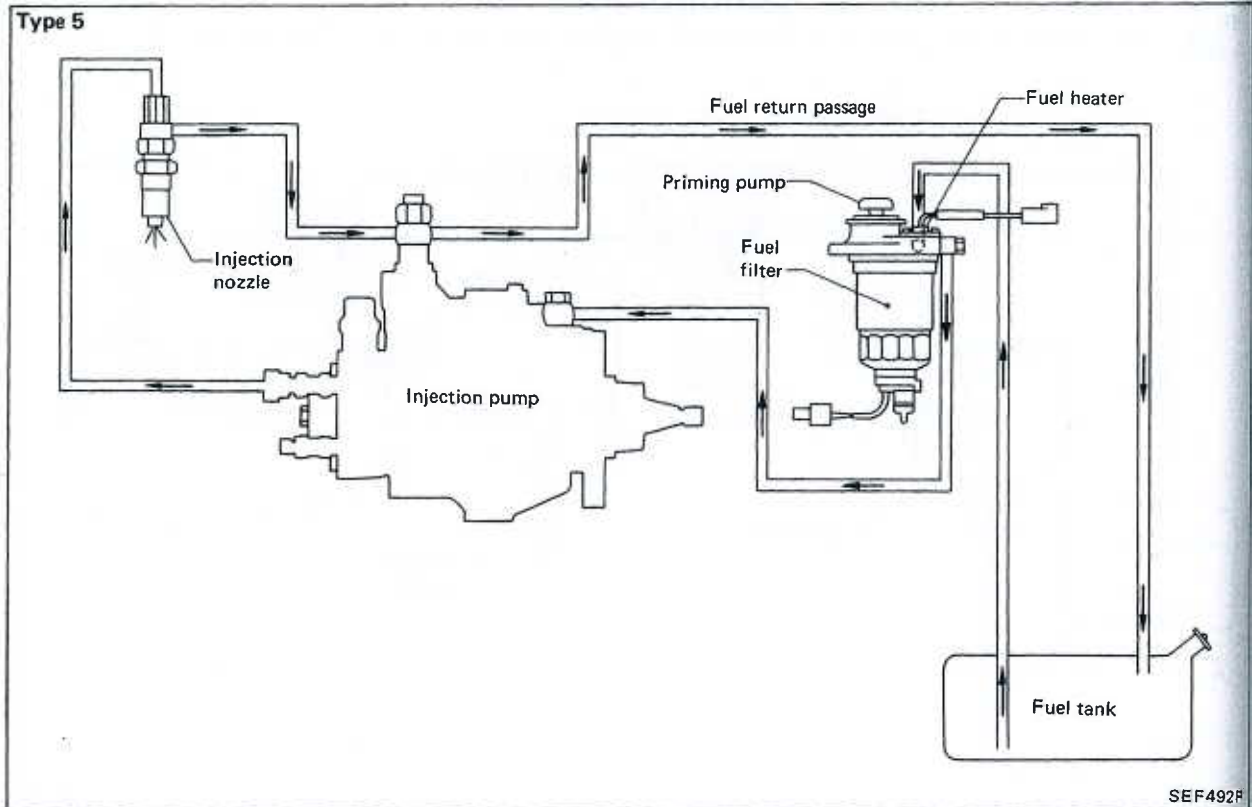 Type 5
Fuel return passage
Fuel heater
Priming pump
Fuel
filter
Injection
nozzle
Injection pump
Fuel tank